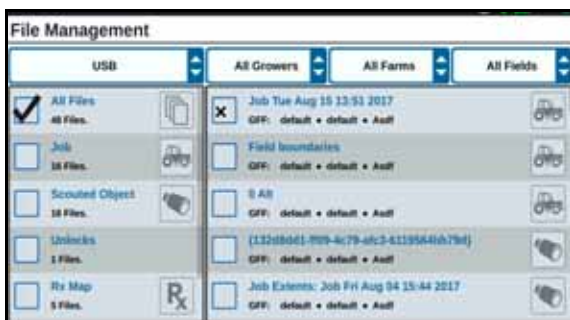 File Management
USB
All Growers
All Farms
All Fields
All Files
48 Files.
Job
16 Files.
Scouted Object
18 Files.
Unlocks
1 Files.
Rx Map
5 Files.
Rx
Job Tue Aug 15 13:51 2017
GFF: default • default • Asdf
Field boundaries
GFF: default • default • Asdf
GFF: default • default • Asdf
GFF: default • default • Asdf
Job Extents: Job Fri Aug 04 15:44 2017
GFF: default • default • Asdf